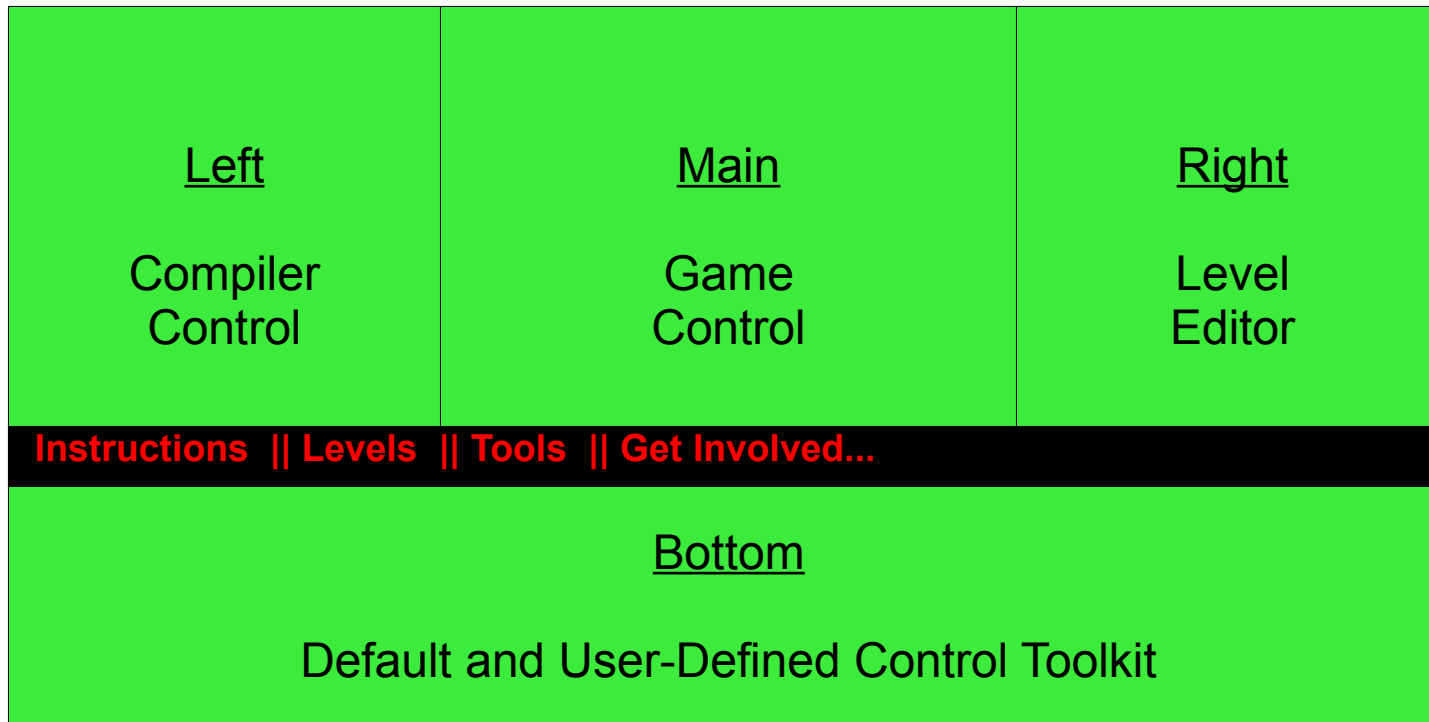 Left
Compiler
Control
Main
Game
Control
Right
Level
Editor
Instructions || Levels || Tools || Get Involved...
Bottom
Default and User-Defined Control Toolkit